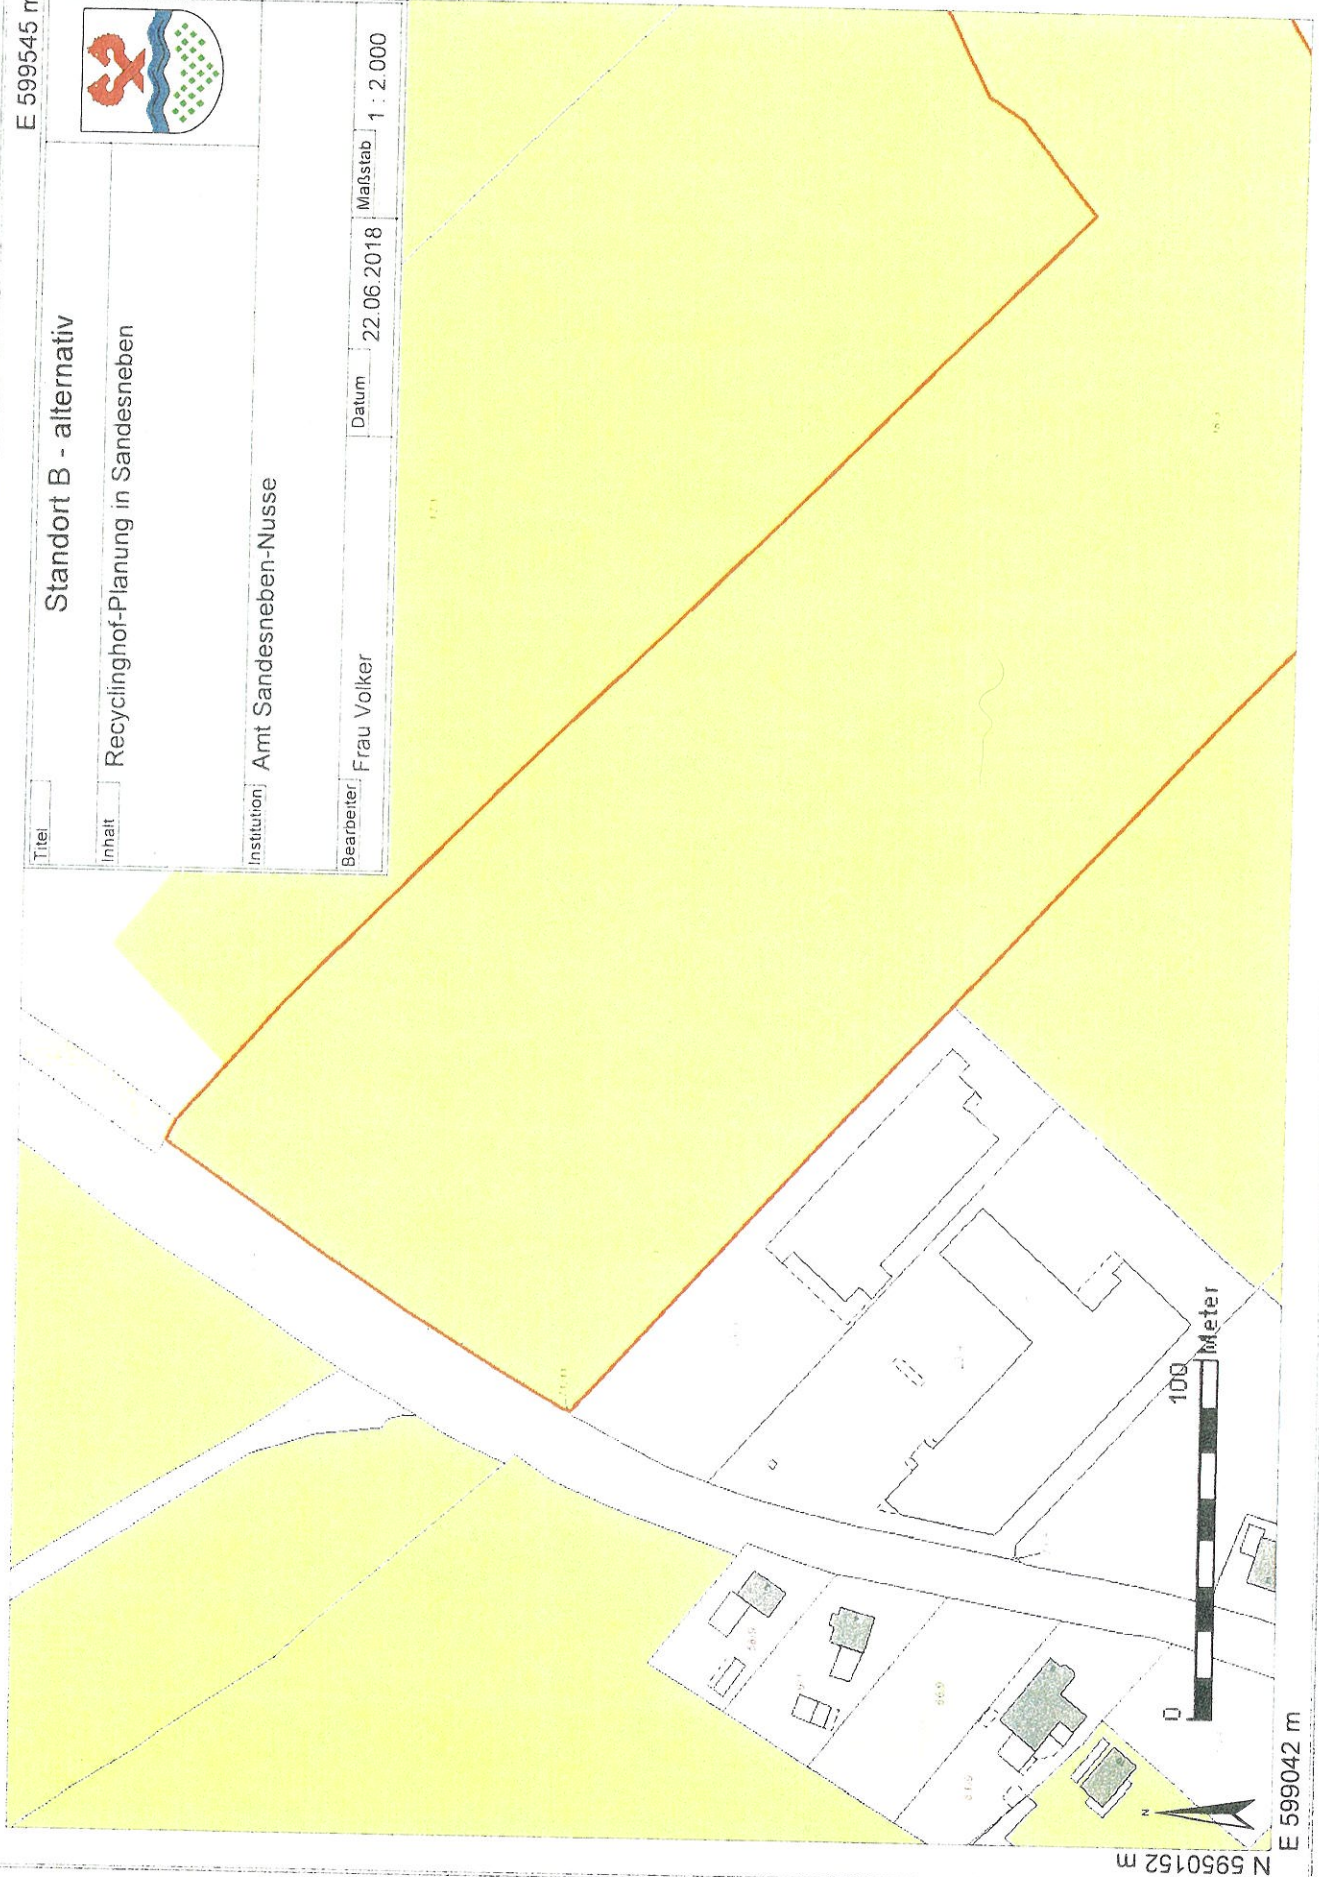 E 599545 m
Titel
Standort B - alternativ
Inhalt
Recyclinghof-Planung in Sandesneben
Institution
Amt Sandesneben-Nusse
Bearbeiter
Frau Volker
Datum
22.06.2018
Maßstab
1 : 2.000
0
100
Meter
N
N 5950152 m
E 599042 m